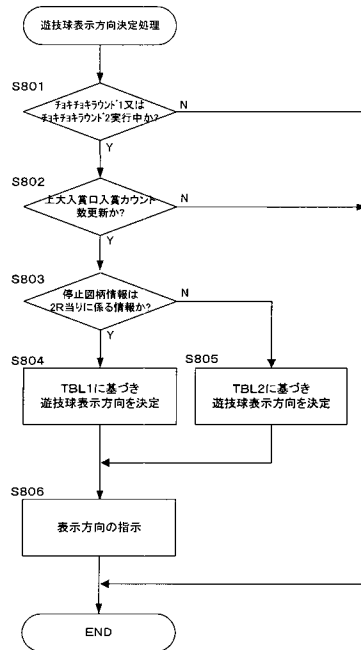 遊技球表示方向決定処理
S801
ﾁｮｷﾁｮｷﾗｳﾝﾄﾞ1又は
ﾁｮｷﾁｮｷﾗｳﾝﾄﾞ2実行中か?
N
Y
S802
上大入賞口入賞カウント
数更新か?
N
Y
S803
停止図柄情報は
2R当りに係る情報か?
N
Y
S804
TBL1に基づき
遊技球表示方向を決定
S805
TBL2に基づき
遊技球表示方向を決定
S806
表示方向の指示
END